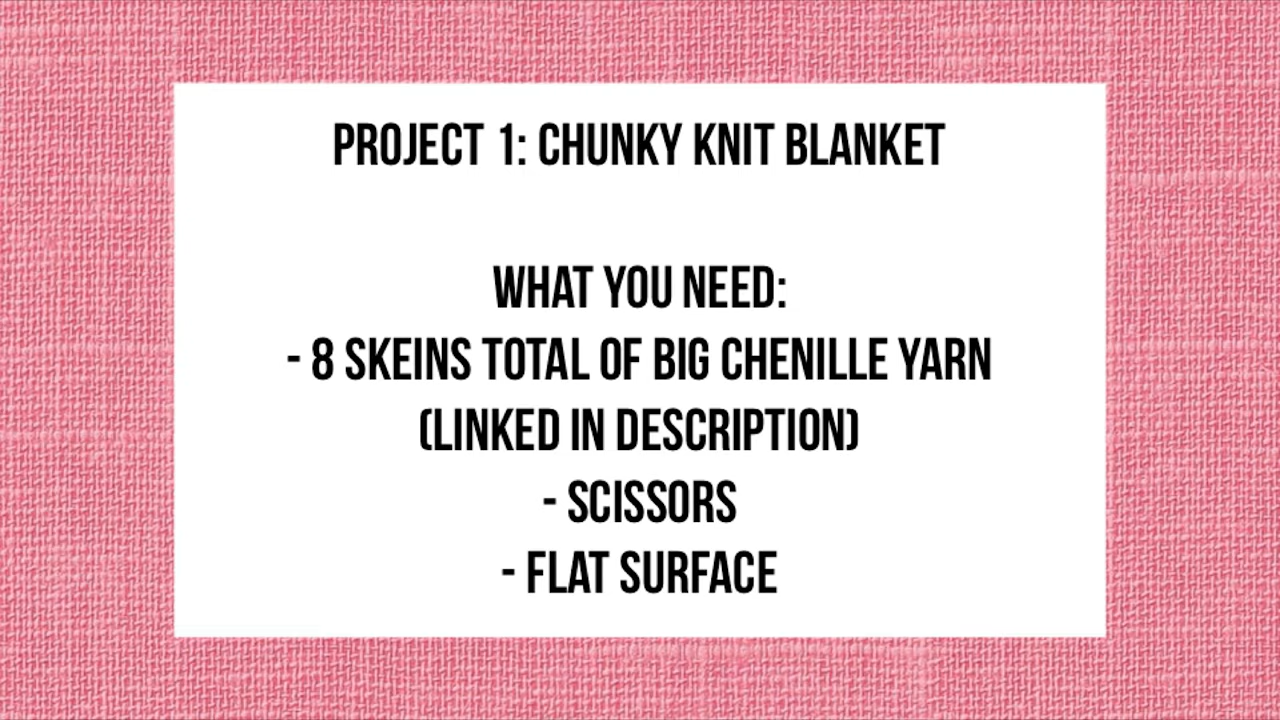 PROJECT 1: CHUNKY KNIT BLANKET
WHAT YOU NEED:
- 8 SKEINS TOTAL OF BIG CHENILLE YARN
(LINKED IN DESCRIPTION)
- SCISSORS
- FLAT SURFACE